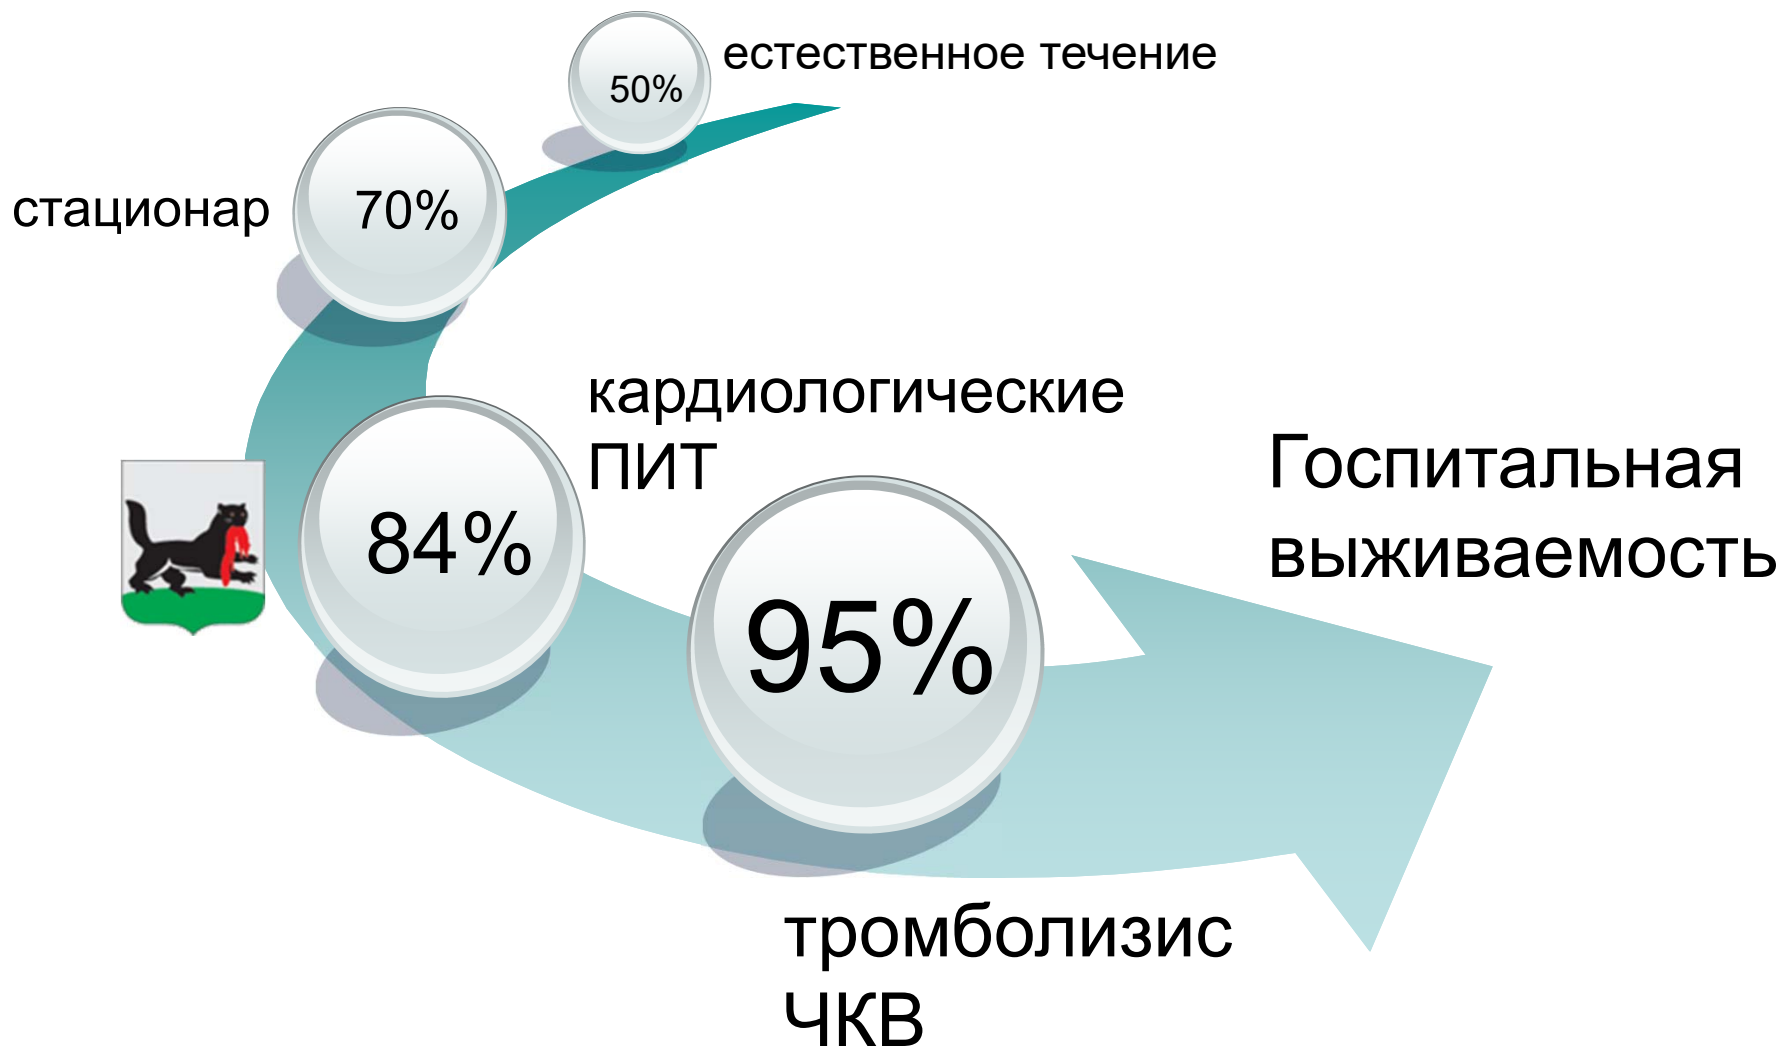 естественное течение
50%
стационар
70%
кардиологические
ПИТ
84%
Госпитальная
выживаемость
95%
тромболизис
ЧКВ